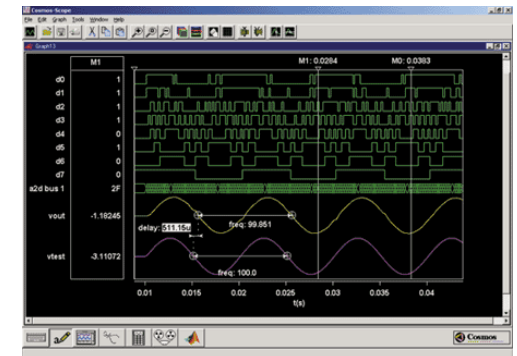 Cosmos-Scope
File Edit Graph Tools Window Help
Graph13
M1
M1: 0.0284 M0: 0.0383
d0 1
d1 1
d2 1
d3 1
d4 0
d5 1
d6 0
d7 0
a2d bus 1 2F
vout -1.18245
delay: 511.15u
freq: 99.851
vtest -3.11072
freq: 100.0
0.01 0.015 0.02 0.025 0.03 0.035 0.04
t(s)
Cosmos